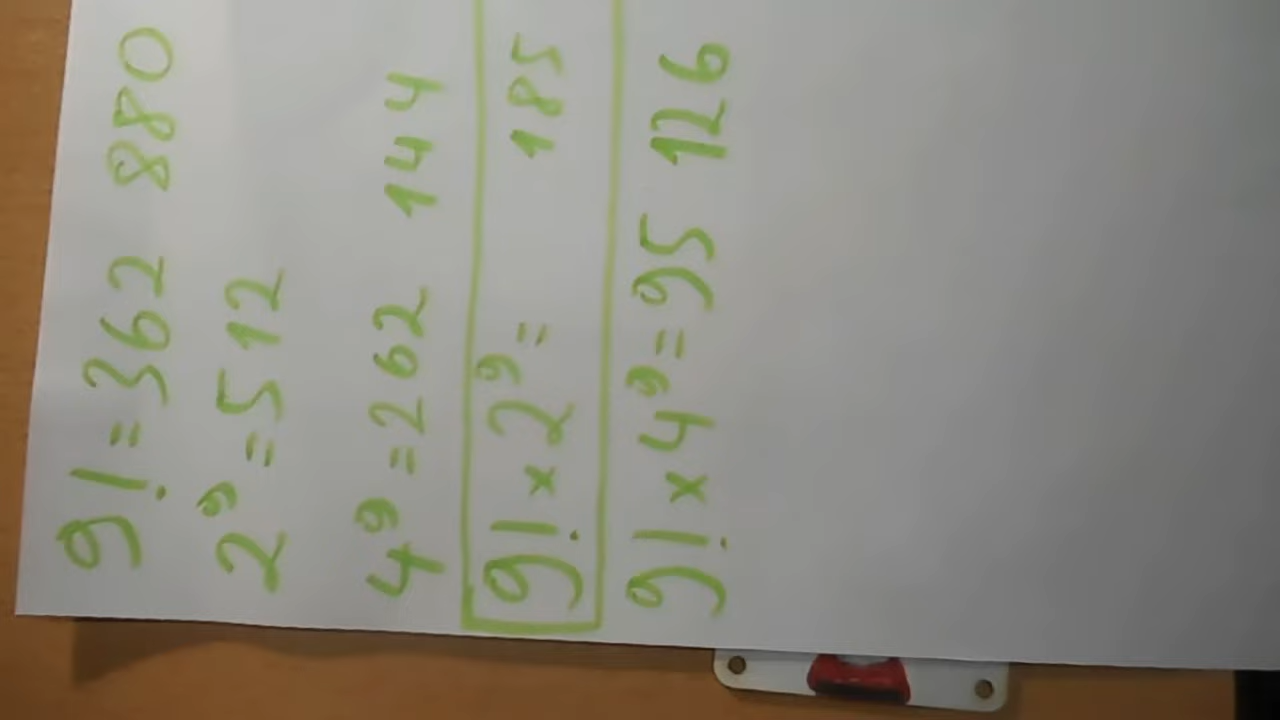 9! = 362 880
2⁹ = 512
4⁹ = 262 144
9! × 2⁹ = 185
9! × 4⁹ = 95 126